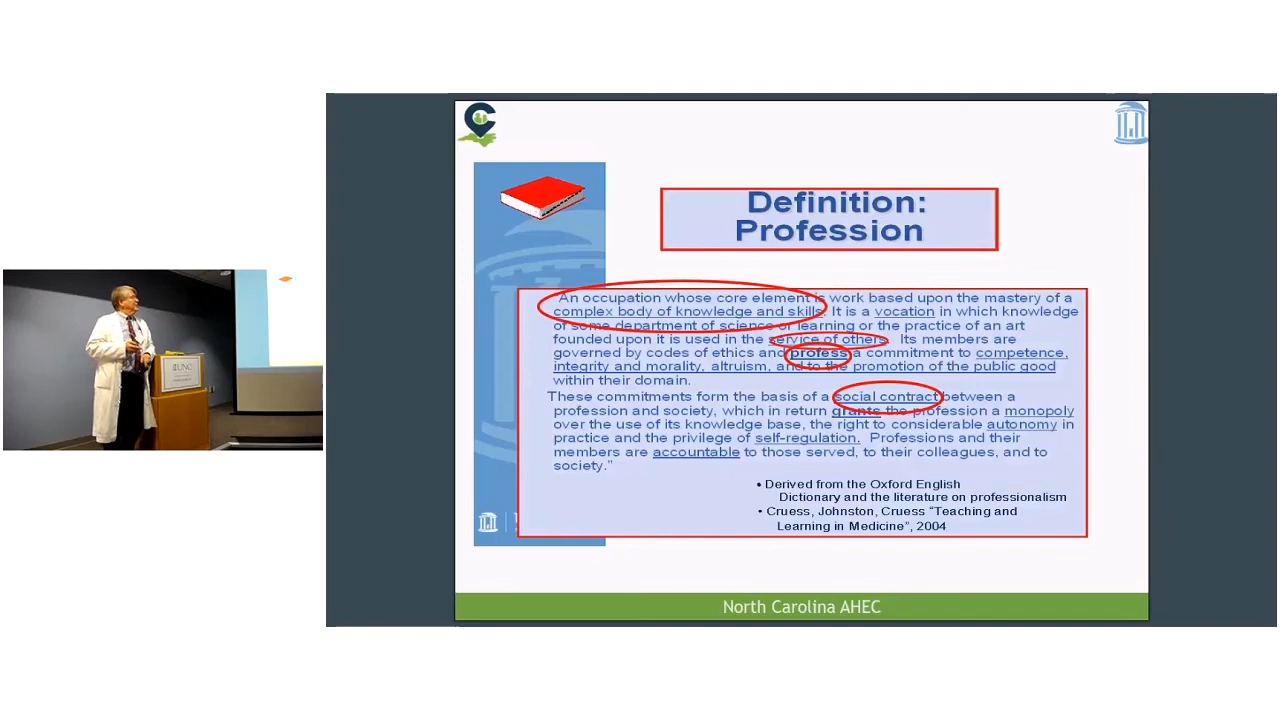 Definition:
Profession
An occupation whose core element is work based upon the mastery of a
complex body of knowledge and skills. It is a vocation in which knowledge
of some department of science or learning or the practice of an art
founded upon it is used in the service of others. Its members are
governed by codes of ethics and profess a commitment to competence,
integrity and morality, altruism, and to the promotion of the public good
within their domain.
These commitments form the basis of a social contract between a
profession and society, which in return grants the profession a monopoly
over the use of its knowledge base, the right to considerable autonomy in
practice and the privilege of self-regulation. Professions and their
members are accountable to those served, to their colleagues, and to
society.”
• Derived from the Oxford English
Dictionary and the literature on professionalism
• Cruess, Johnston, Cruess “Teaching and
Learning in Medicine”, 2004
UNC
North Carolina AHEC